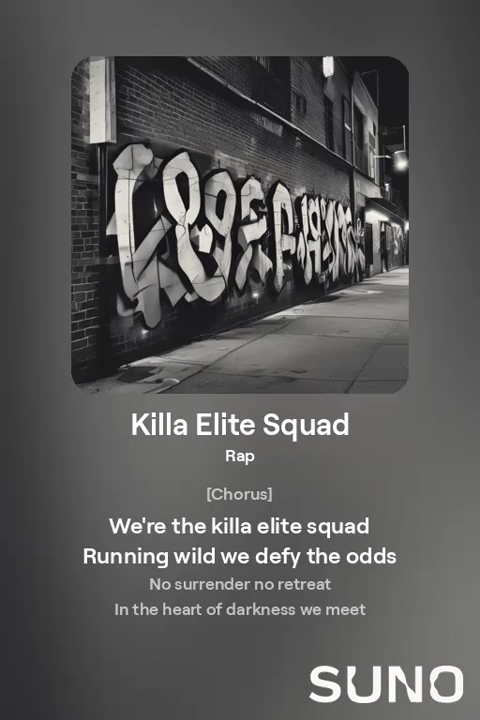 Killa Elite Squad
Rap
[Chorus]
We're the killa elite squad
Running wild we defy the odds
No surrender no retreat
In the heart of darkness we meet
SUNO